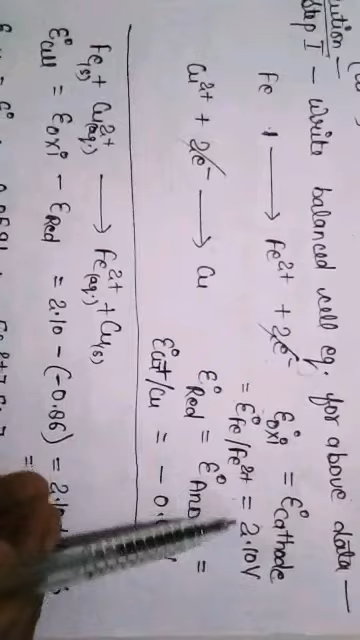 Step I - Write balanced cell eq. for above data -
Fe → Fe2+ + 2e-
E°oxi = E°cathode
= E°Fe/Fe2+ = 2.10V
Cu2+ + 2e- → Cu
E°Red = E°And =
E°Cu2+/Cu = - 0.
Fe(s) + Cu2+(aq.) → Fe2+(aq.) + Cu(s)
E°Cell = E°oxi - E°Red = 2.10 - (-0.86) = 2.